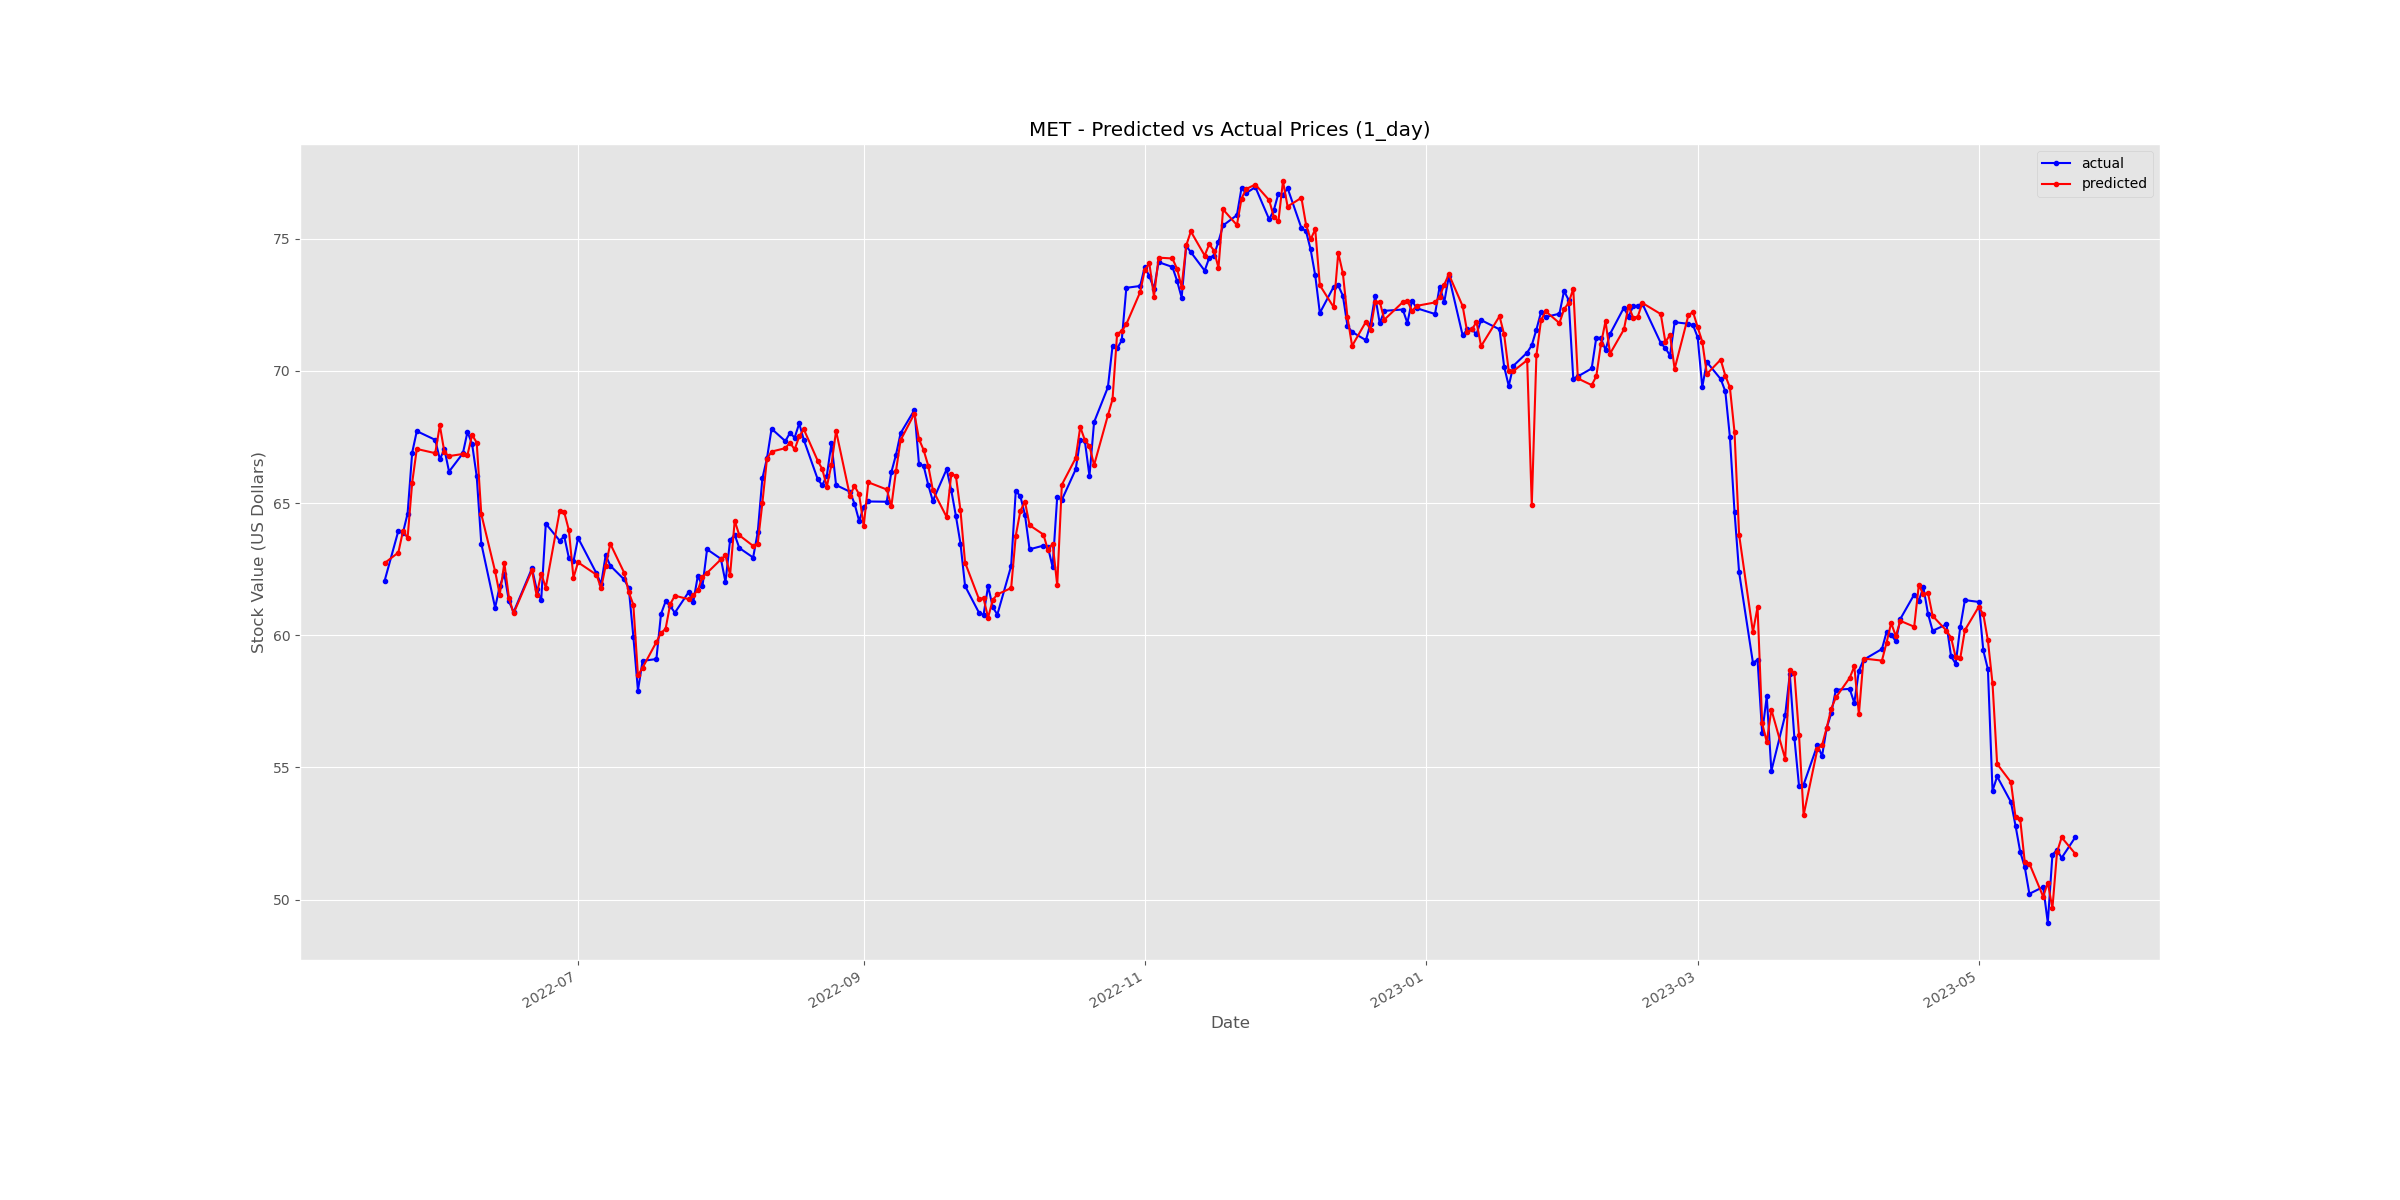 MET - Predicted vs Actual Prices (1_day)
actual
predicted
Stock Value (US Dollars)
75
70
65
60
55
50
2022-07
2022-09
2022-11
2023-01
2023-03
2023-05
Date